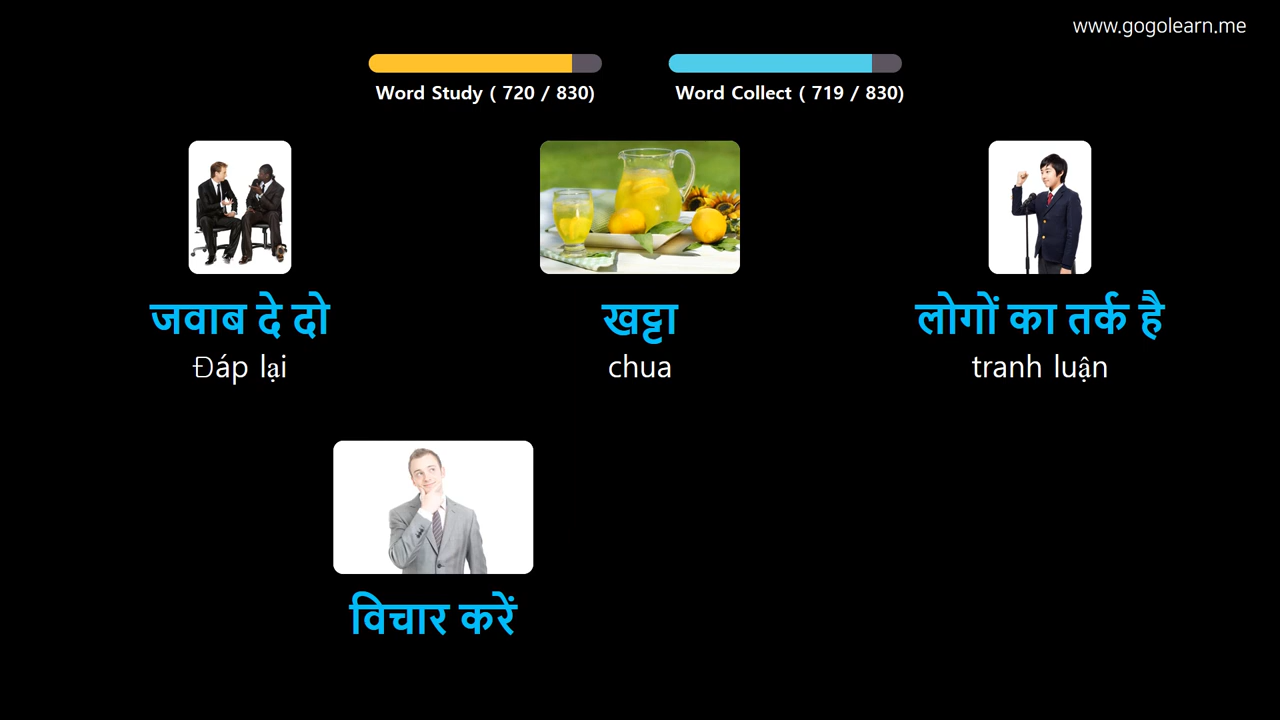 www.gogolearn.me
Word Study ( 720 / 830)
Word Collect ( 719 / 830)
जवाब दे दो
Đáp lại
खट्टा
chua
लोगों का तर्क है
tranh luận
विचार करें